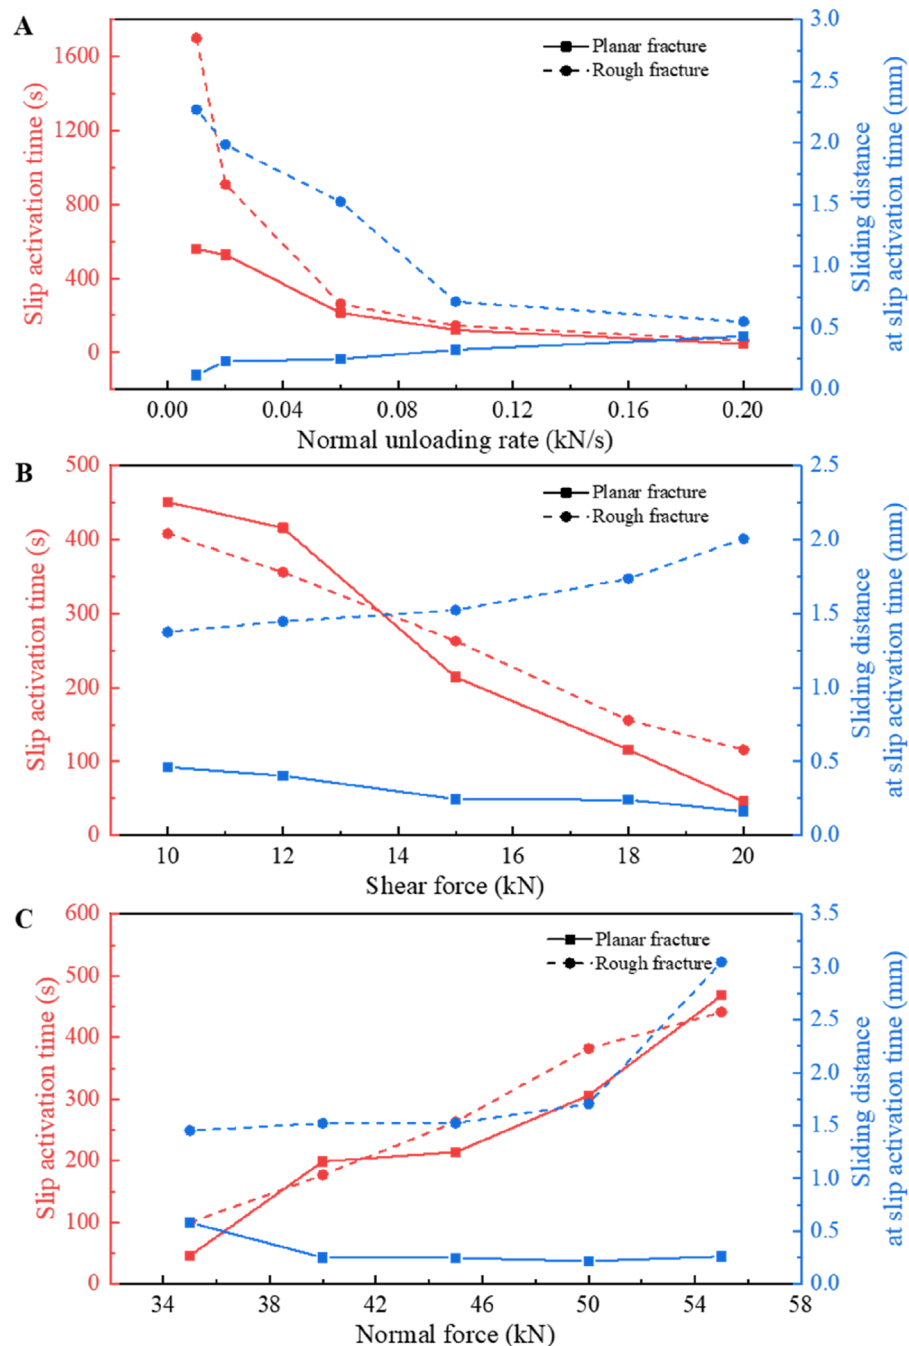 A
Planar fracture
Rough fracture
1600
1200
800
400
0
Slip activation time (s)
3.0
2.5
2.0
1.5
1.0
0.5
0.0
Sliding distance
at slip activation time (mm)
0.00 0.04 0.08 0.12 0.16 0.20
Normal unloading rate (kN/s)
B
Planar fracture
Rough fracture
500
400
300
200
100
0
Slip activation time (s)
2.5
2.0
1.5
1.0
0.5
0.0
Sliding distance
at slip activation time (mm)
10 12 14 16 18 20
Shear force (kN)
C
Planar fracture
Rough fracture
600
500
400
300
200
100
0
Slip activation time (s)
3.5
3.0
2.5
2.0
1.5
1.0
0.5
0.0
Sliding distance
at slip activation time (mm)
34 38 42 46 50 54 58
Normal force (kN)